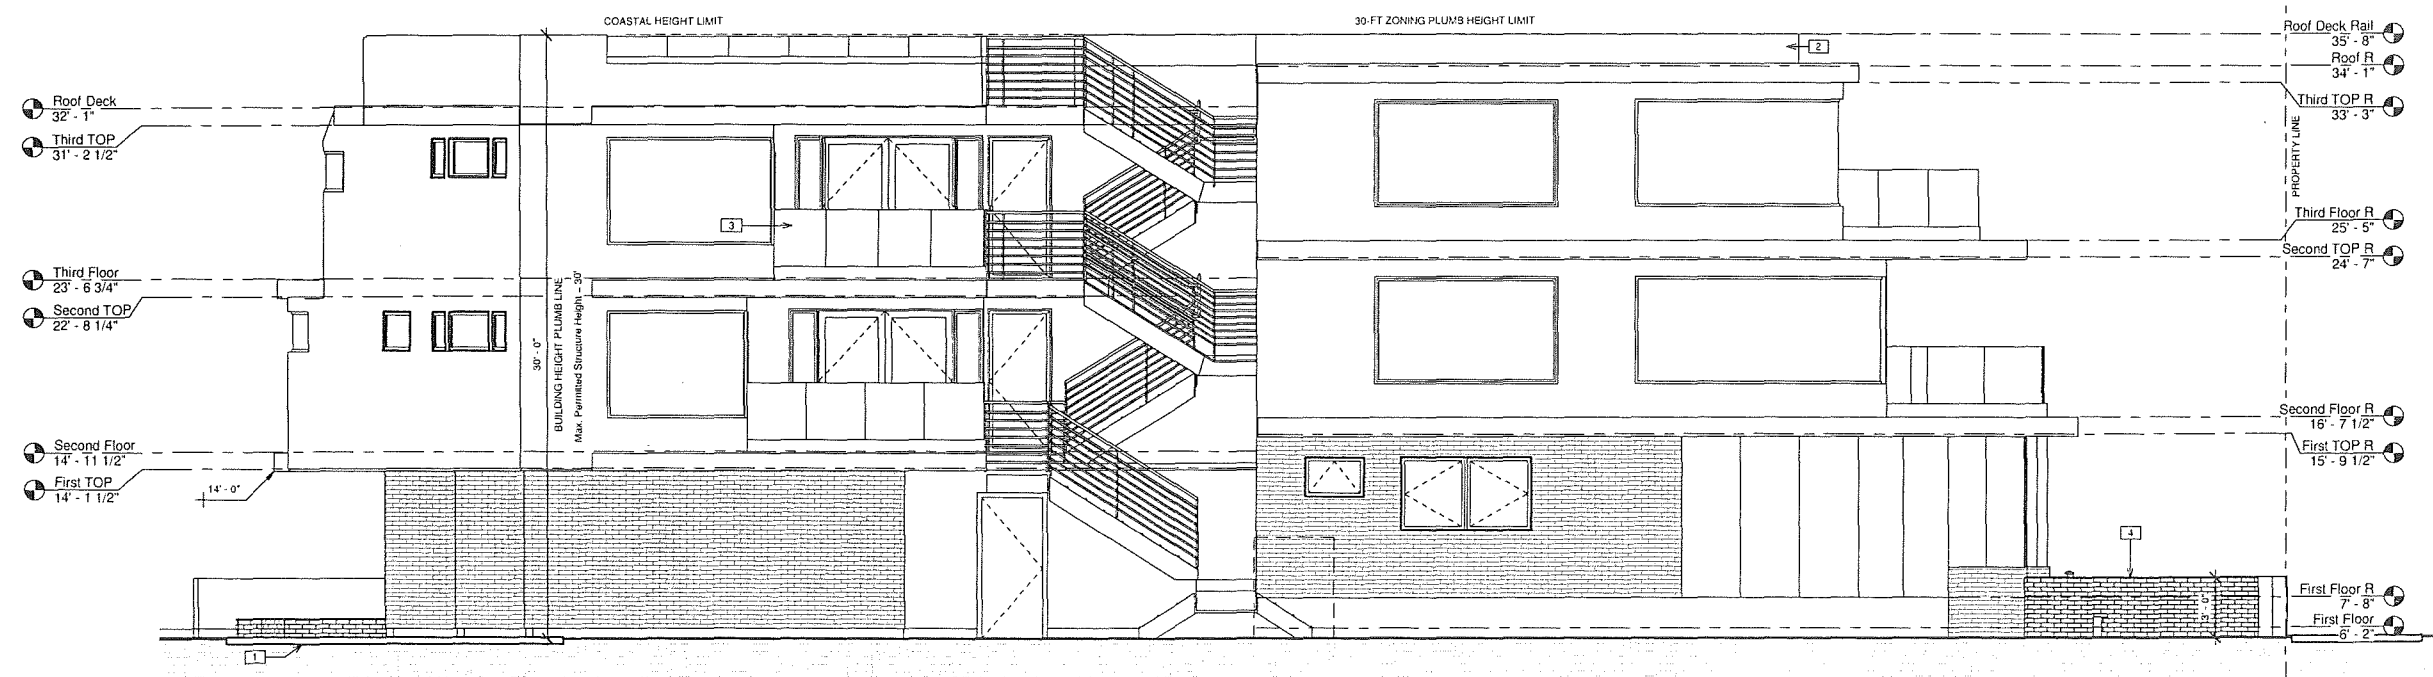 COASTAL HEIGHT LIMIT
30-FT ZONING PLUMB HEIGHT LIMIT
Roof Deck Rail
35' - 8"
2
Roof R
34' - 1"
Roof Deck
32' - 1"
Third TOP R
33' - 3"
Third TOP
31' - 2 1/2"
PROPERTY LINE
3
Third Floor R
25' - 5"
Second TOP R
24' - 7"
Third Floor
23' - 6 3/4"
Second TOP
22' - 8 1/4"
30' - 0"
BUILDING HEIGHT PLUMB LINE
Max. Permitted Structure Height - 30'
Second Floor R
16' - 7 1/2"
First TOP R
15' - 9 1/2"
Second Floor
14' - 11 1/2"
First TOP
14' - 1 1/2"
14' - 0"
4
First Floor R
7' - 8"
3' - 0"
First Floor
6' - 2"
1